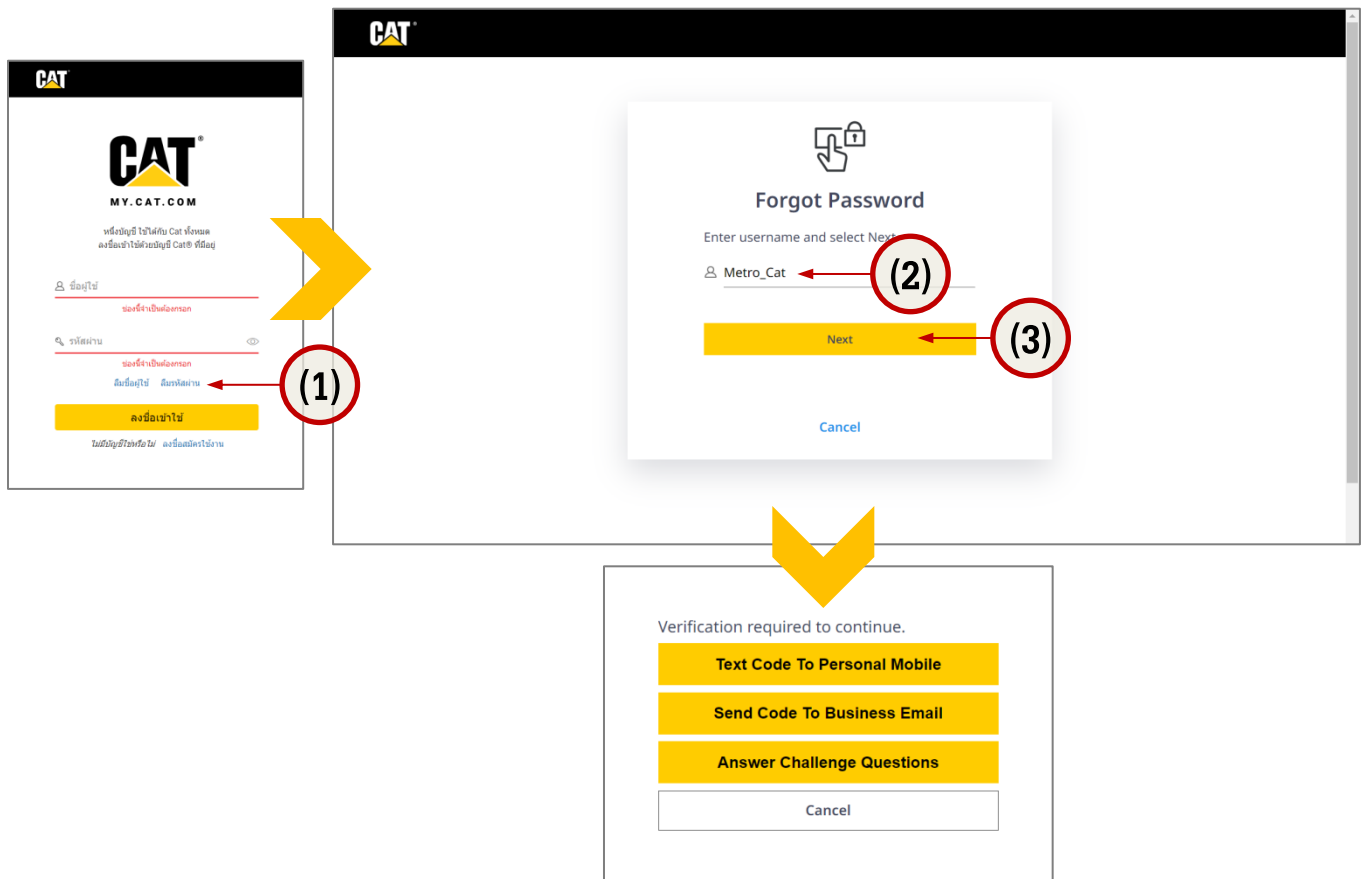 CAT
CAT®
MY.CAT.COM
หนึ่งบัญชี ใช้ได้กับ Cat ทั้งหมด
ลงชื่อเข้าใช้ด้วยบัญชี Cat® ที่มีอยู่
ชื่อผู้ใช้
ช่องนี้จำเป็นต้องกรอก
รหัสผ่าน
ช่องนี้จำเป็นต้องกรอก
ลืมชื่อผู้ใช้ ลืมรหัสผ่าน
(1)
ลงชื่อเข้าใช้
ไม่มีบัญชีใช่หรือไม่ ลงชื่อสมัครใช้งาน
CAT®
Forgot Password
Enter username and select Next
Metro_Cat
(2)
Next
(3)
Cancel
Verification required to continue.
Text Code To Personal Mobile
Send Code To Business Email
Answer Challenge Questions
Cancel